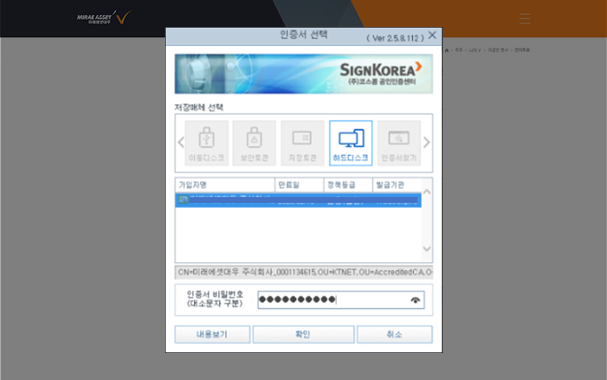 MIRAE ASSET
미래에셋대우
인증서 선택
( Ver 2.5.8.112 )
SIGNKOREA
(주)코스콤 공인인증센터
저장매체 선택
이동디스크 보안토큰 저장토큰 하드디스크 인증서찾기
가입자명 만료일 정책등급 발급기관
CN=미래에셋대우 주식회사_0001134615,OU=KTNET,OU=AccreditedCA,O
인증서 비밀번호
(대소문자 구분)
내용보기 확인 취소